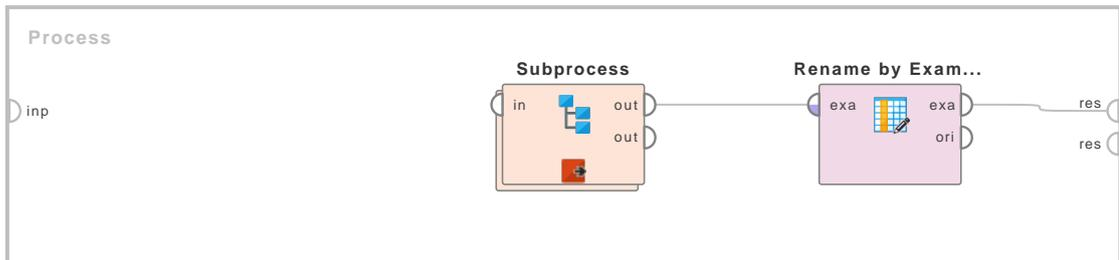 Process
Subprocess
Rename by Exam...
inp
in
out
out
exa
exa
ori
res
res